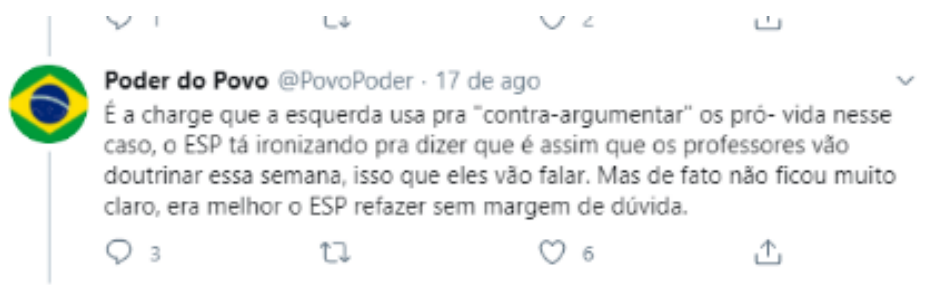 1 2
Poder do Povo @PovoPoder · 17 de ago
É a charge que a esquerda usa pra "contra-argumentar" os pró- vida nesse
caso, o ESP tá ironizando pra dizer que é assim que os professores vão
doutrinar essa semana, isso que eles vão falar. Mas de fato não ficou muito
claro, era melhor o ESP refazer sem margem de dúvida.
3 6